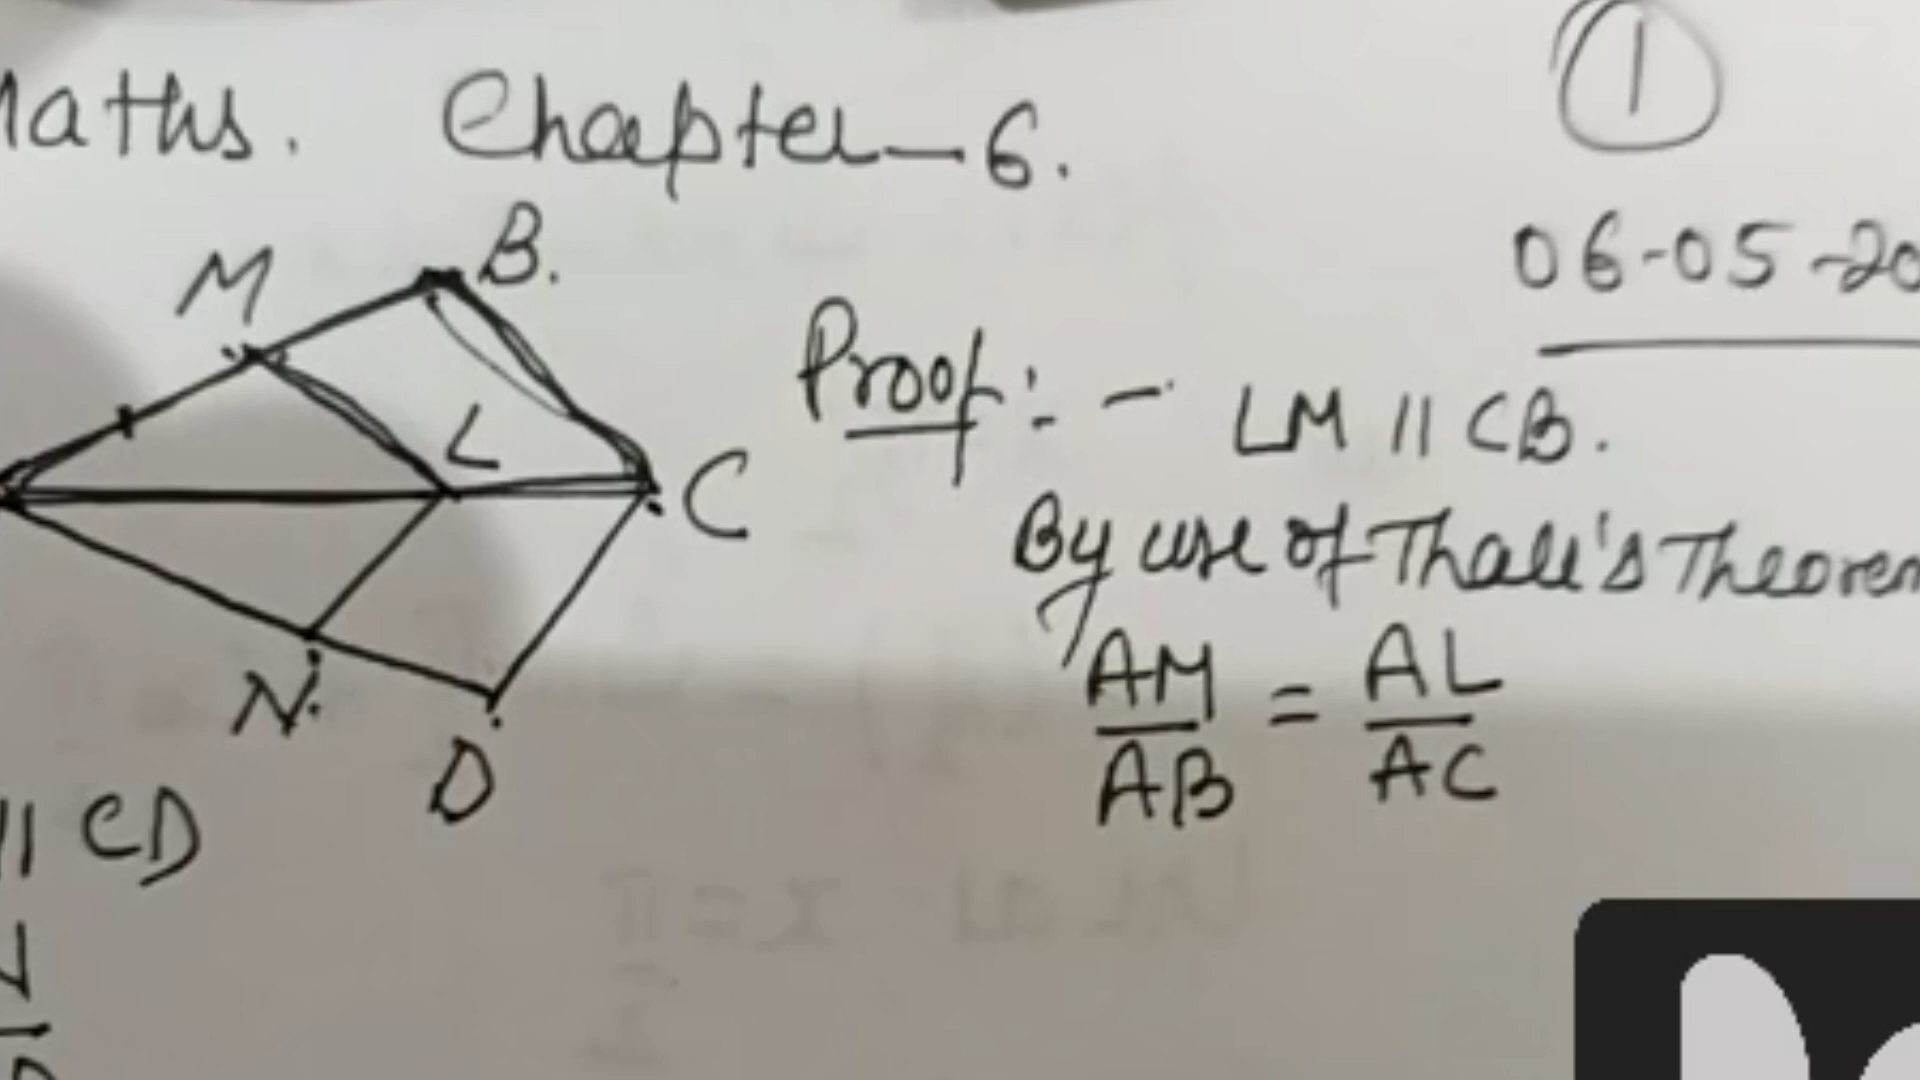 Maths. Chapter-6.
1
06-05-20
M
B.
L
C
N.
D
|| CD
Proof:- LM || CB.
By use of Thale's Theorem
AM/AB = AL/AC